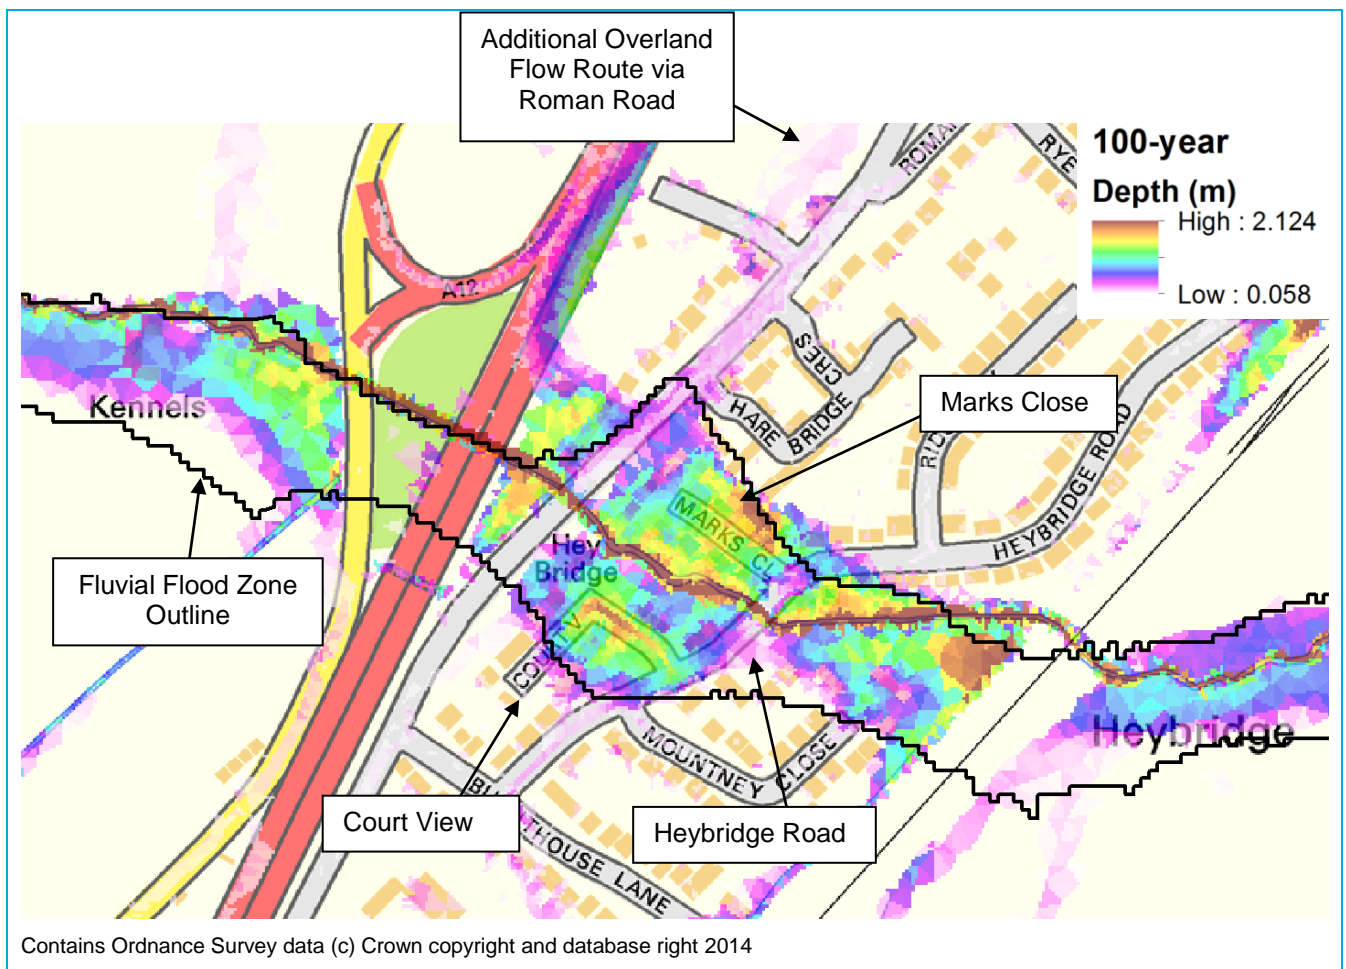 Additional Overland
Flow Route via
Roman Road
RYE
100-year
Depth (m)
High : 2.124
Low : 0.058
A12
CRES
HARE BRIDGE
Marks Close
Kennels
MARKS CL
HEYBRIDGE ROAD
Hey
Bridge
Fluvial Flood Zone
Outline
Heybridge
MOUNTNEY CLOSE
Court View
Heybridge Road
HOUSE LANE
Contains Ordnance Survey data (c) Crown copyright and database right 2014